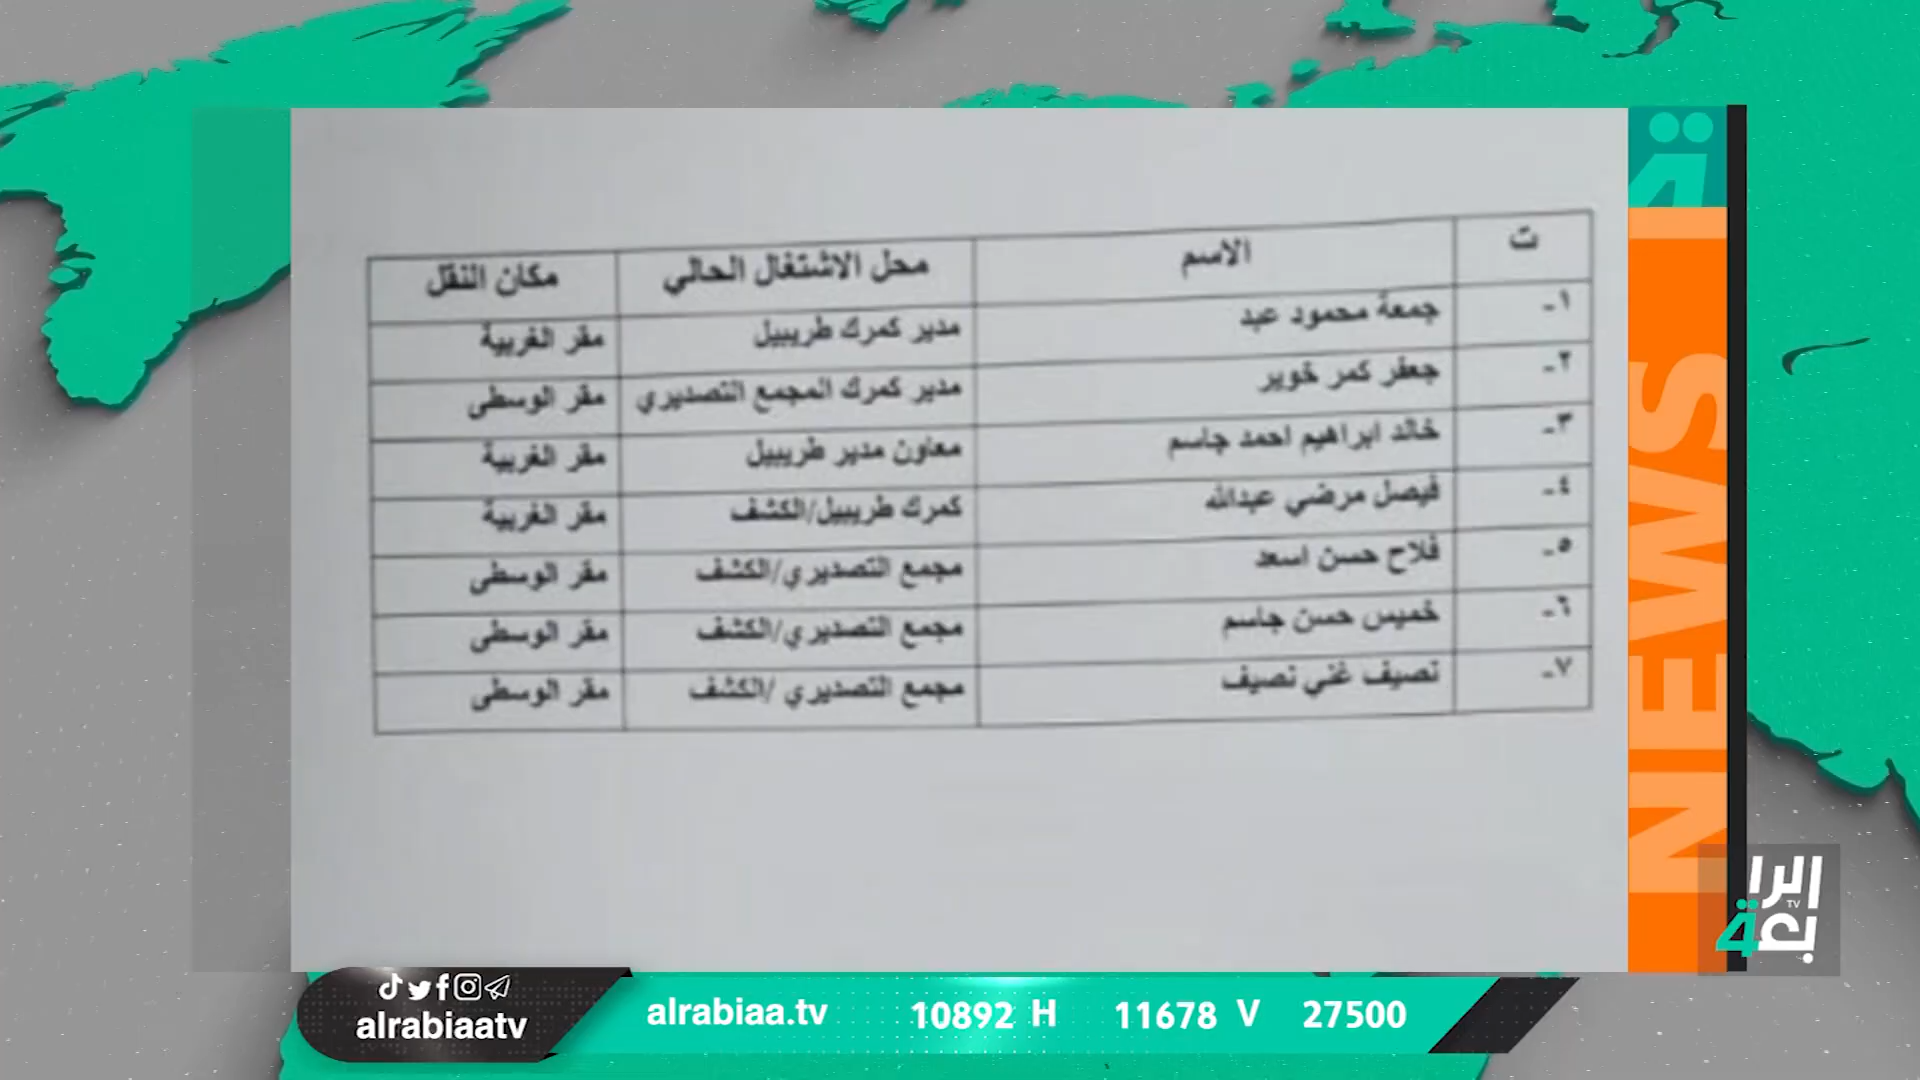 ت الاسم محل الاشتغال الحالي مكان النقل
١- جمعة محمود عبد مدير كمرك طريبيل مقر الغربية
٢- جعفر كمر خوير مدير كمرك المجمع التصديري مقر الوسطى
٣- خالد ابراهيم احمد جاسم معاون مدير طريبيل مقر الغربية
٤- فيصل مرضي عبدالله كمرك طريبيل/الكشف مقر الغربية
٥- فلاح حسن اسعد مجمع التصديري/الكشف مقر الوسطى
٦- خميس حسن جاسم مجمع التصديري/الكشف مقر الوسطى
٧- نصيف غني نصيف مجمع التصديري /الكشف مقر الوسطى
NEWS
الرا
TV
بعة
alrabiaatv
alrabiaa.tv 10892 H 11678 V 27500